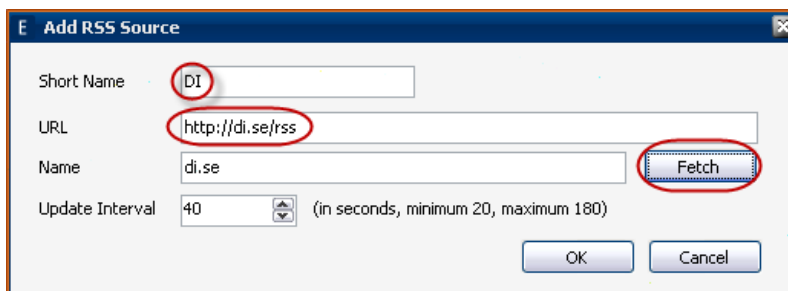 E Add RSS Source
Short Name DI
URL http://di.se/rss
Name di.se Fetch
Update Interval 40 (in seconds, minimum 20, maximum 180)
OK Cancel